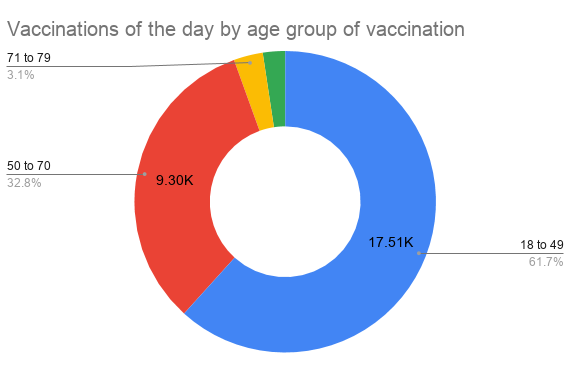 Vaccinations of the day by age group of vaccination
71 to 79
3.1%
50 to 70
32.8%
9.30K
17.51K
18 to 49
61.7%